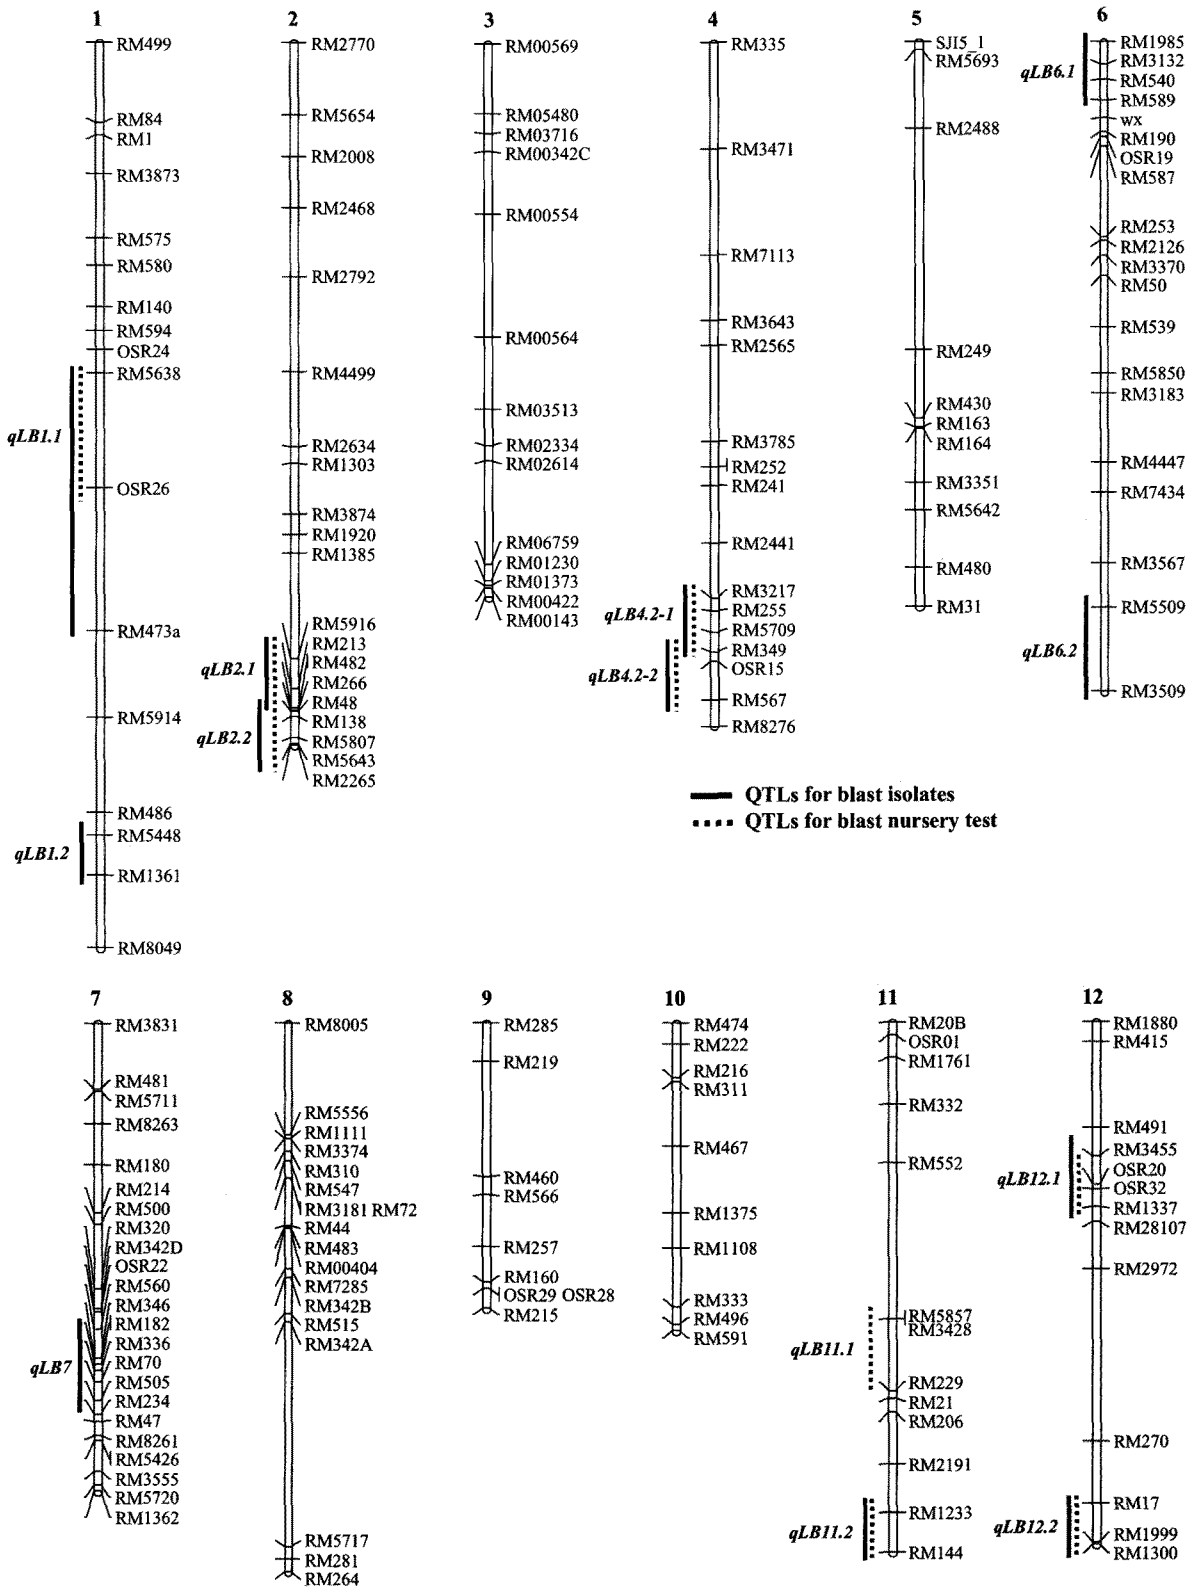 1
RM499
RM84
RM1
RM3873
RM575
RM580
RM140
RM594
OSR24
RM5638
qLB1.1
OSR26
RM473a
RM5914
RM486
RM5448
qLB1.2
RM1361
RM8049
2
RM2770
RM5654
RM2008
RM2468
RM2792
RM4499
RM2634
RM1303
RM3874
RM1920
RM1385
RM5916
RM213
RM482
qLB2.1
RM266
RM48
RM138
qLB2.2
RM5807
RM5643
RM2265
3
RM00569
RM05480
RM03716
RM00342C
RM00554
RM00564
RM03513
RM02334
RM02614
RM06759
RM01230
RM01373
RM00422
RM00143
4
RM335
RM3471
RM7113
RM3643
RM2565
RM3785
RM252
RM241
RM2441
RM3217
RM255
qLB4.2-1
RM5709
RM349
OSR15
qLB4.2-2
RM567
RM8276
5
SJI5_1
RM5693
RM2488
RM249
RM430
RM163
RM164
RM3351
RM5642
RM480
RM31
6
RM1985
RM3132
qLB6.1
RM540
RM589
wx
RM190
OSR19
RM587
RM253
RM2126
RM3370
RM50
RM539
RM5850
RM3183
RM4447
RM7434
RM3567
RM5509
qLB6.2
RM3509
QTLs for blast isolates
QTLs for blast nursery test
7
RM3831
RM481
RM5711
RM8263
RM180
RM214
RM500
RM320
RM342D
OSR22
RM560
RM346
RM182
RM336
qLB7
RM70
RM505
RM234
RM47
RM8261
RM5426
RM3555
RM5720
RM1362
8
RM8005
RM5556
RM1111
RM3374
RM310
RM547
RM3181 RM72
RM44
RM483
RM00404
RM7285
RM342B
RM515
RM342A
RM5717
RM281
RM264
9
RM285
RM219
RM460
RM566
RM257
RM160
OSR29 OSR28
RM215
10
RM474
RM222
RM216
RM311
RM467
RM1375
RM1108
RM333
RM496
RM591
11
RM20B
OSR01
RM1761
RM332
RM552
RM5857
RM3428
qLB11.1
RM229
RM21
RM206
RM2191
RM1233
qLB11.2
RM144
12
RM1880
RM415
RM491
RM3455
OSR20
qLB12.1
OSR32
RM1337
RM28107
RM2972
RM270
RM17
qLB12.2
RM1999
RM1300